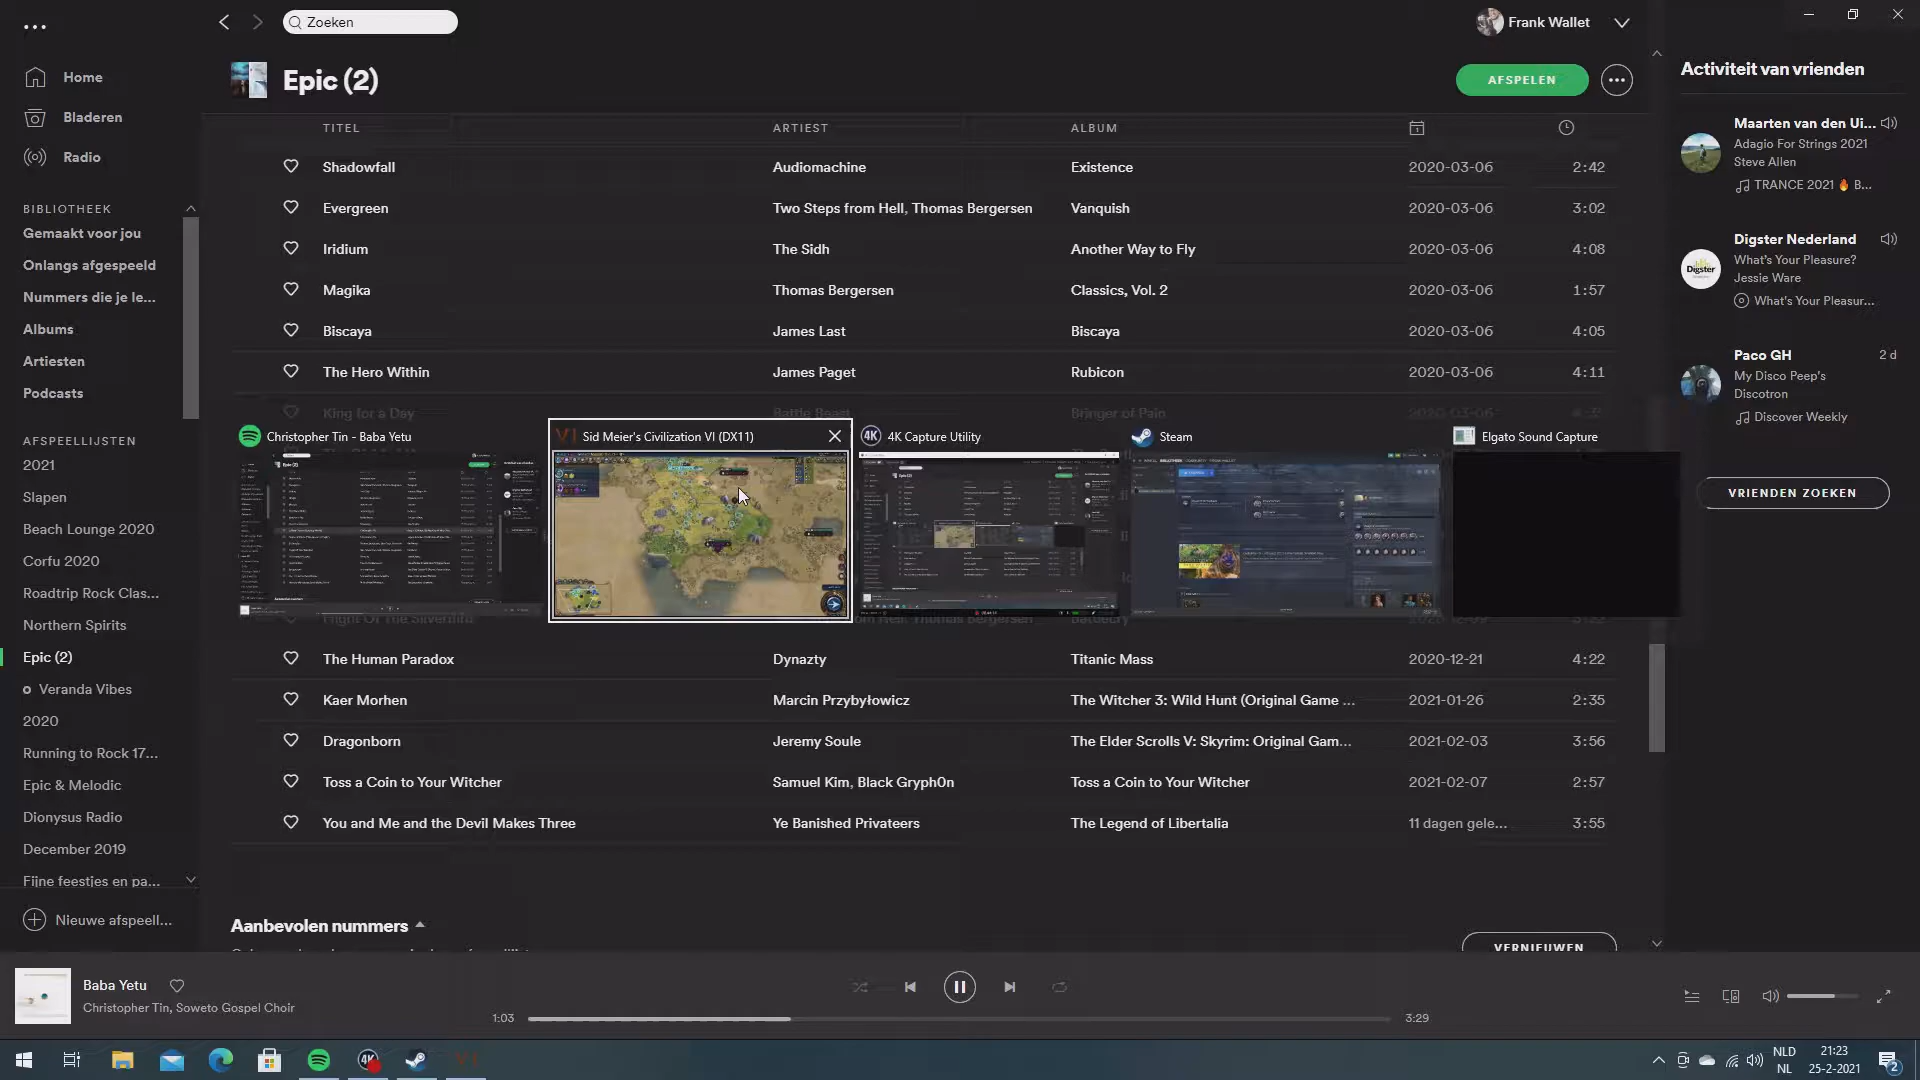 Zoeken
Frank Wallet
Home
Bladeren
Radio
BIBLIOTHEEK
Gemaakt voor jou
Onlangs afgespeeld
Nummers die je le...
Albums
Artiesten
Podcasts
AFSPEELLIJSTEN
2021
Slapen
Beach Lounge 2020
Corfu 2020
Roadtrip Rock Clas...
Northern Spirits
Epic (2)
Veranda Vibes
2020
Running to Rock 17...
Epic & Melodic
Dionysus Radio
December 2019
Fijne feestjes en pa...
Nieuwe afspeell...
Epic (2)
AFSPELEN
TITEL ARTIEST ALBUM
Shadowfall Audiomachine Existence 2020-03-06 2:42
Evergreen Two Steps from Hell, Thomas Bergersen Vanquish 2020-03-06 3:02
Iridium The Sidh Another Way to Fly 2020-03-06 4:08
Magika Thomas Bergersen Classics, Vol. 2 2020-03-06 1:57
Biscaya James Last Biscaya 2020-03-06 4:05
The Hero Within James Paget Rubicon 2020-03-06 4:11
King for a Day Battle Beast Bringer of Pain
Christopher Tin - Baba Yetu
Sid Meier's Civilization VI (DX11)
4K Capture Utility
Steam
Elgato Sound Capture
The Human Paradox Dynazty Titanic Mass 2020-12-21 4:22
Kaer Morhen Marcin Przybyłowicz The Witcher 3: Wild Hunt (Original Game ... 2021-01-26 2:35
Dragonborn Jeremy Soule The Elder Scrolls V: Skyrim: Original Gam... 2021-02-03 3:56
Toss a Coin to Your Witcher Samuel Kim, Black Gryph0n Toss a Coin to Your Witcher 2021-02-07 2:57
You and Me and the Devil Makes Three Ye Banished Privateers The Legend of Libertalia 11 dagen gele... 3:55
Aanbevolen nummers
VERNIEUWEN
Activiteit van vrienden
Maarten van den Ui...
Adagio For Strings 2021
Steve Allen
TRANCE 2021 🔥 B...
Digster Nederland
What's Your Pleasure?
Jessie Ware
What's Your Pleasur...
Digster
Paco GH 2 d
My Disco Peep's
Discotron
Discover Weekly
VRIENDEN ZOEKEN
Baba Yetu
Christopher Tin, Soweto Gospel Choir
1:03
3:29
4K
NLD
NL
21:23
25-2-2021
2